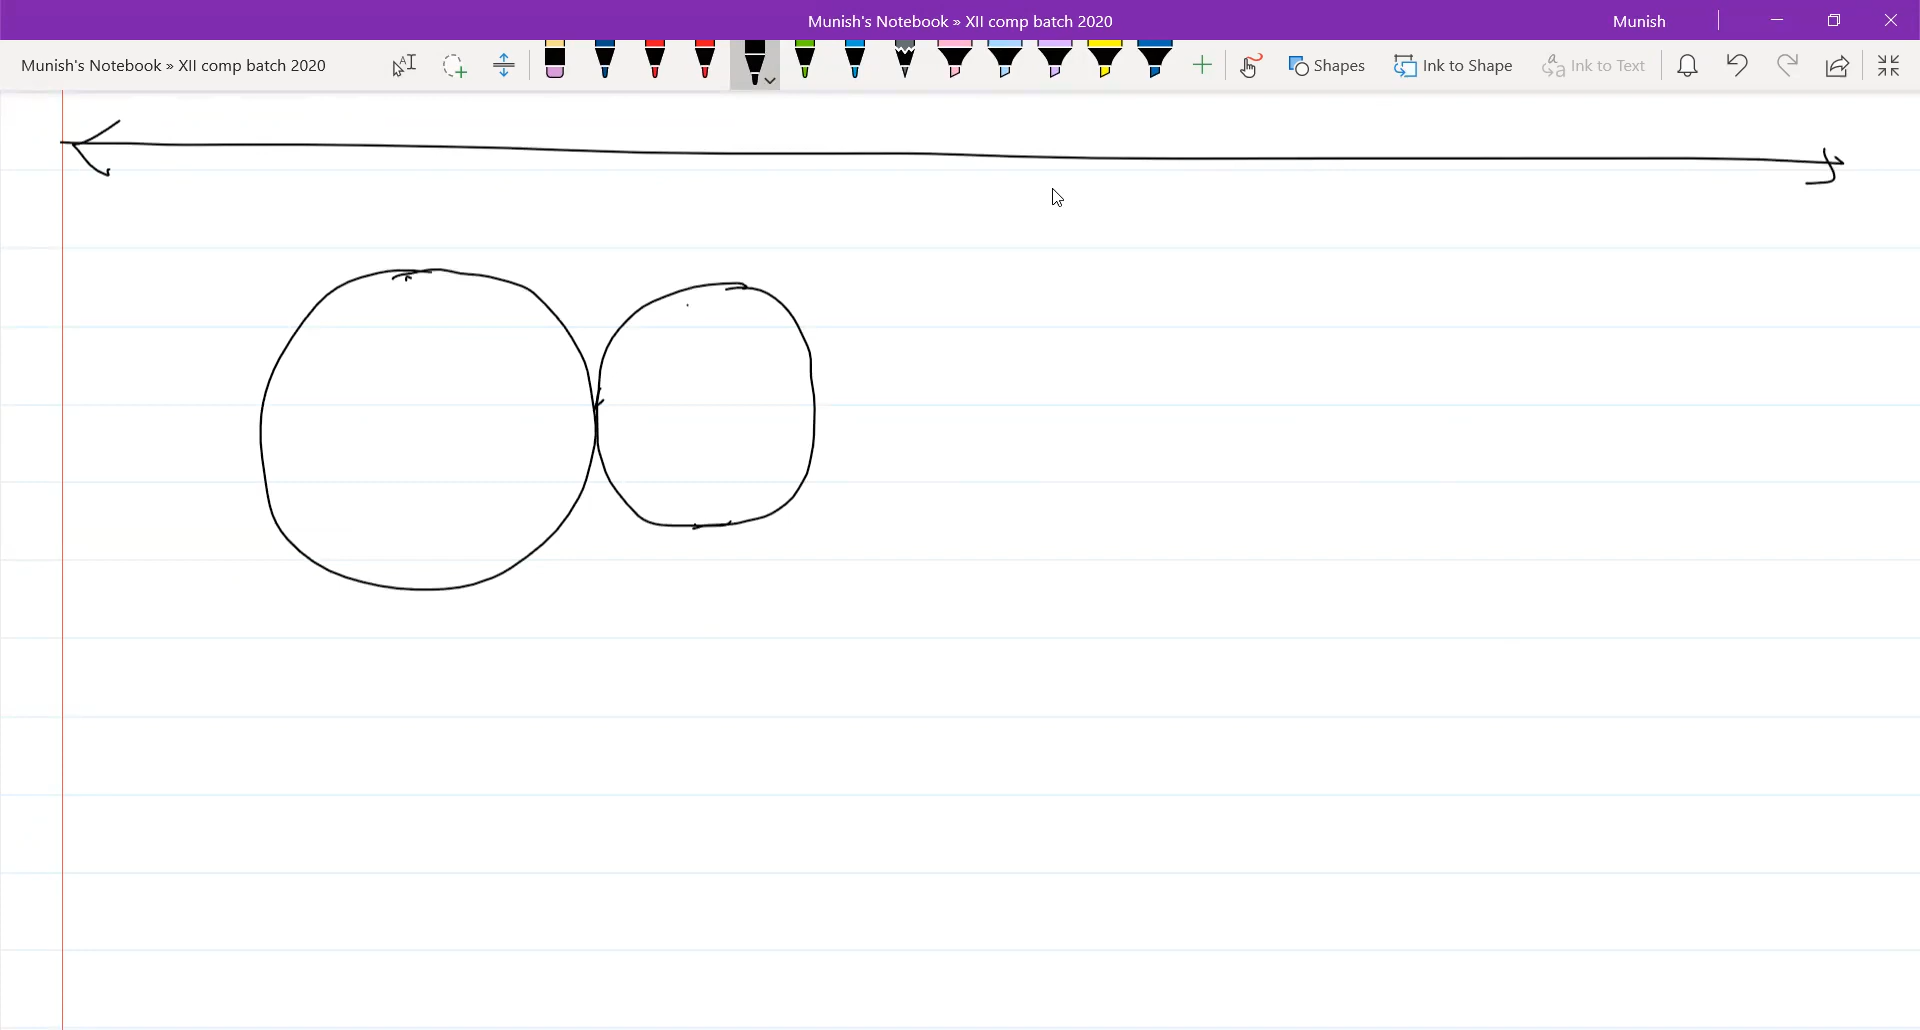 Munish's Notebook » XII comp batch 2020
Munish
Munish's Notebook » XII comp batch 2020
Shapes
Ink to Shape
Ink to Text